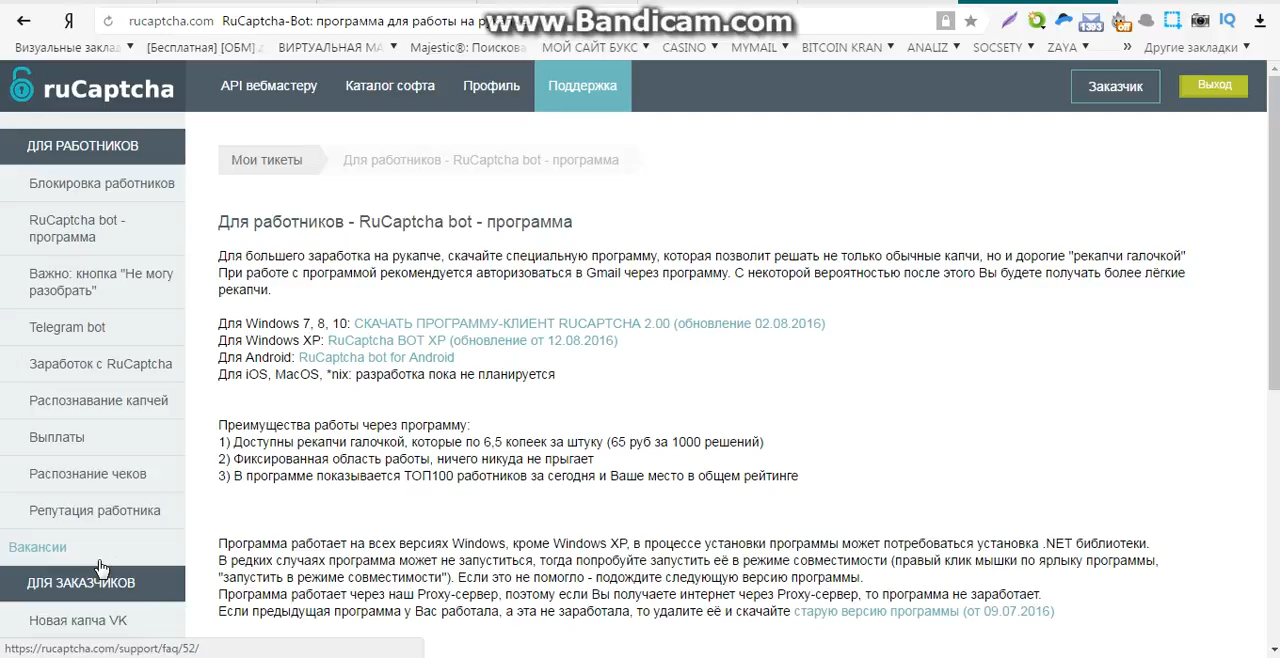 Я rucaptcha.com RuCaptcha-Bot: программа для работы на
www.Bandicam.com
Визуальные заклад [Бесплатная] [ОБМ] ВИРТУАЛЬНАЯ МА Majestic®: Поискова МОЙ САЙТ БУКС CASINO MYMAIL BITCOIN KRAN ANALIZ SOCSETY ZAYA » Другие закладки
ruCaptcha API вебмастеру Каталог софта Профиль Поддержка Заказчик Выход
ДЛЯ РАБОТНИКОВ
Блокировка работников
RuCaptcha bot -
программа
Важно: кнопка "Не могу
разобрать"
Telegram bot
Заработок с RuCaptcha
Распознавание капчей
Выплаты
Распознание чеков
Репутация работника
Вакансии
ДЛЯ ЗАКАЗЧИКОВ
Новая капча VK
https://rucaptcha.com/support/faq/52/
Мои тикеты Для работников - RuCaptcha bot - программа
Для работников - RuCaptcha bot - программа
Для большего заработка на рукапче, скачайте специальную программу, которая позволит решать не только обычные капчи, но и дорогие "рекапчи галочкой"
При работе с программой рекомендуется авторизоваться в Gmail через программу. С некоторой вероятностью после этого Вы будете получать более лёгкие
рекапчи.
Для Windows 7, 8, 10: СКАЧАТЬ ПРОГРАММУ-КЛИЕНТ RUCAPTCHA 2.00 (обновление 02.08.2016)
Для Windows XP: RuCaptcha BOT XP (обновление от 12.08.2016)
Для Android: RuCaptcha bot for Android
Для iOS, MacOS, *nix: разработка пока не планируется
Преимущества работы через программу:
1) Доступны рекапчи галочкой, которые по 6,5 копеек за штуку (65 руб за 1000 решений)
2) Фиксированная область работы, ничего никуда не прыгает
3) В программе показывается ТОП100 работников за сегодня и Ваше место в общем рейтинге
Программа работает на всех версиях Windows, кроме Windows XP, в процессе установки программы может потребоваться установка .NET библиотеки.
В редких случаях программа может не запуститься, тогда попробуйте запустить её в режиме совместимости (правый клик мышки по ярлыку программы,
"запустить в режиме совместимости"). Если это не помогло - подождите следующую версию программы.
Программа работает через наш Proxy-сервер, поэтому если Вы получаете интернет через Proxy-сервер, то программа не заработает.
Если предыдущая программа у Вас работала, а эта не заработала, то удалите её и скачайте старую версию программы (от 09.07.2016)